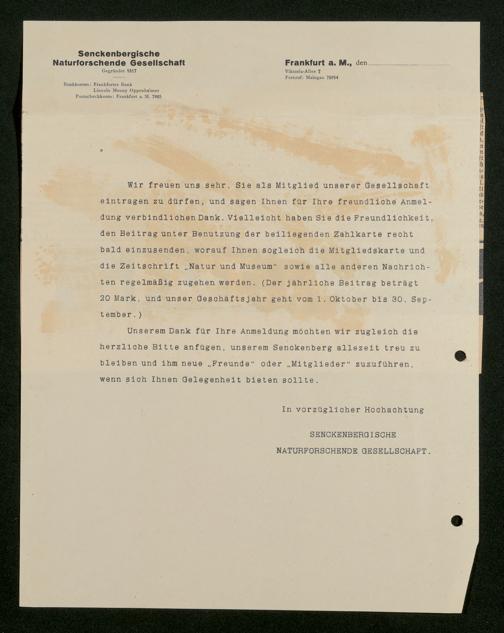 Senckenbergische
Naturforschende Gesellschaft
Gegründet 1817
Bankkonten: Frankfurter Bank
Lincoln Menny Oppenheimer
Postscheckkonto: Frankfurt a. M. 7965
Frankfurt a. M., den
Viktoria-Allee 7
Fernruf: Maingau
Wir freuen uns sehr, Sie als Mitglied unserer Gesellschaft
eintragen zu dürfen, und sagen Ihnen für Ihre freundliche Anmel-
dung verbindlichen Dank. Vielleicht haben Sie die Freundlichkeit,
den Beitrag unter Benutzung der beiliegenden Zahlkarte recht
bald einzusenden, worauf Ihnen sogleich die Mitgliedskarte und
die Zeitschrift „Natur und Museum“ sowie alle anderen Nachrich-
ten regelmäßig zugehen werden. (Der jährliche Beitrag beträgt
20 Mark, und unser Geschäftsjahr geht vom 1. Oktober bis 30. Sep-
tember.)
Unserem Dank für Ihre Anmeldung möchten wir zugleich die
herzliche Bitte anfügen, unserem Senckenberg allezeit treu zu
bleiben und ihm neue „Freunde“ oder „Mitglieder“ zuzuführen,
wenn sich Ihnen Gelegenheit bieten sollte.
In vorzüglicher Hochachtung
SENCKENBERGISCHE
NATURFORSCHENDE GESELLSCHAFT.